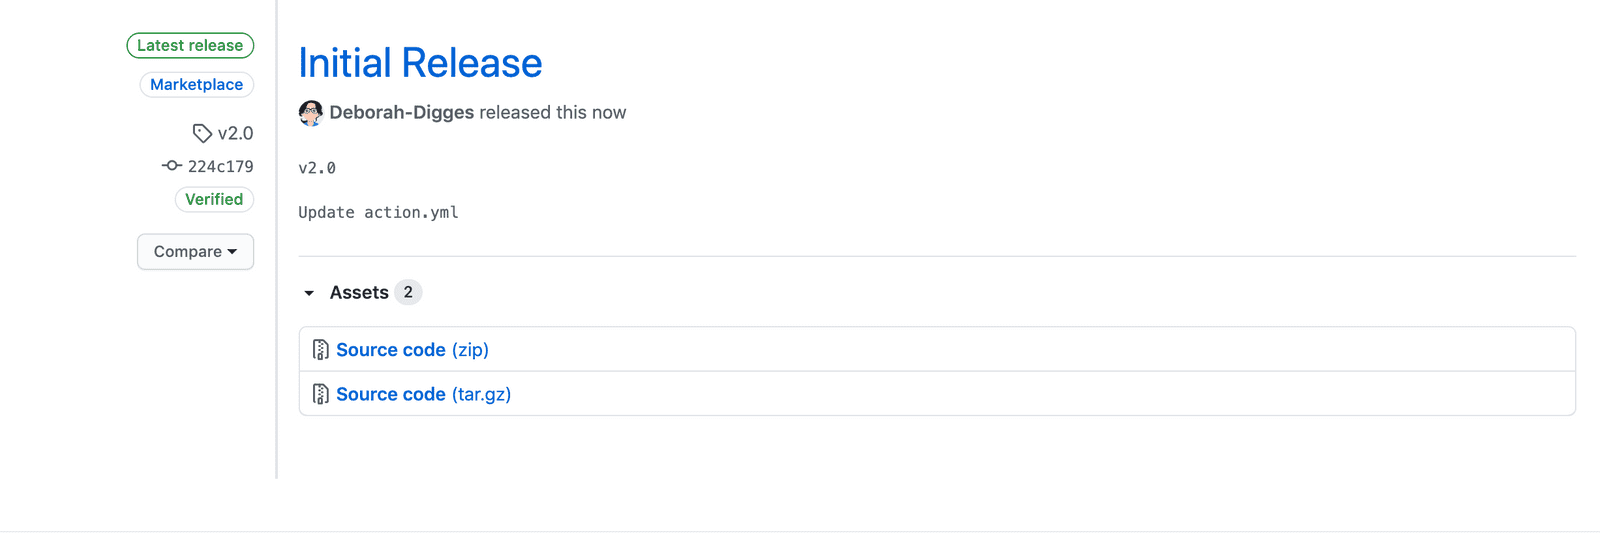 Latest release
Marketplace
v2.0
224c179
Verified
Compare
Initial Release
Deborah-Digges released this now
v2.0
Update action.yml
Assets 2
Source code (zip)
Source code (tar.gz)